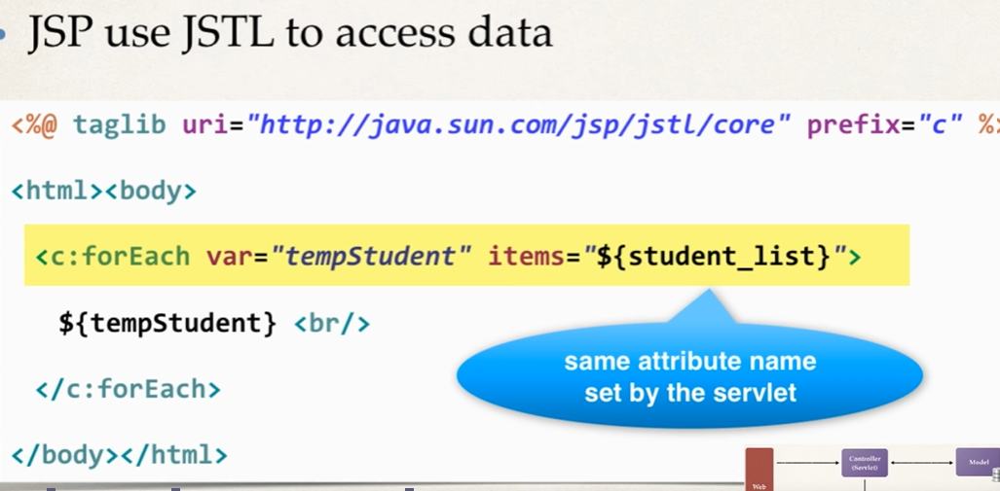 • JSP use JSTL to access data
<%@ taglib uri="http://java.sun.com/jsp/jstl/core" prefix="c" %>
<html><body>
<c:forEach var="tempStudent" items="${student_list}">
${tempStudent} <br/>
same attribute name
set by the servlet
</c:forEach>
</body></html>
Web
Controller
(Servlet)
Model